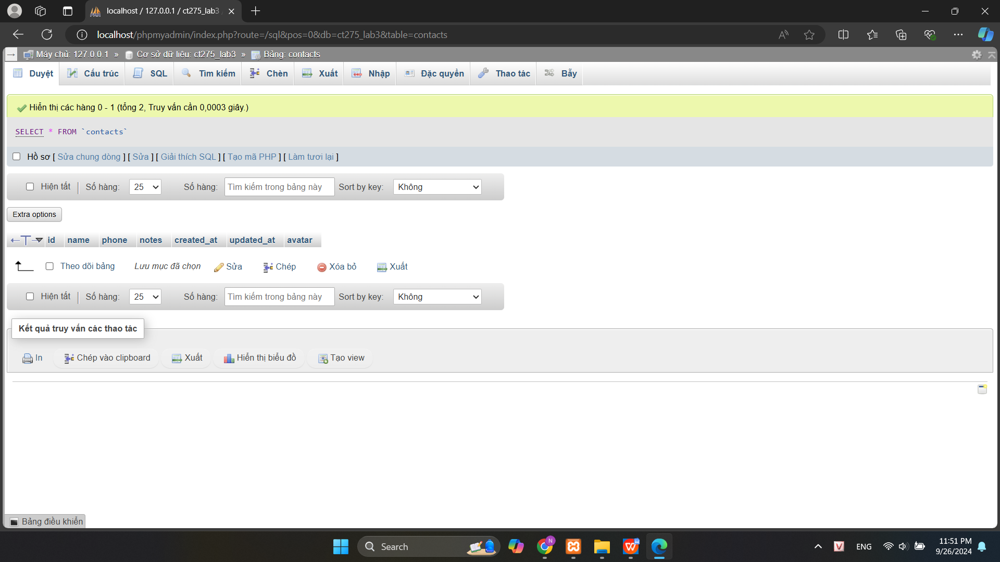 localhost / 127.0.0.1 / ct275_lab3
localhost/phpmyadmin/index.php?route=/sql&pos=0&db=ct275_lab3&table=contacts
Máy chủ: 127.0.0.1 » Cơ sở dữ liệu: ct275_lab3 » Bảng: contacts
Duyệt Cấu trúc SQL Tìm kiếm Chèn Xuất Nhập Đặc quyền Thao tác Bẫy
Hiển thị các hàng 0 - 1 (tổng 2, Truy vấn cần 0,0003 giây.)
SELECT * FROM `contacts`
Hồ sơ [ Sửa chung dòng ] [ Sửa ] [ Giải thích SQL ] [ Tạo mã PHP ] [ Làm tươi lại ]
Hiện tất | Số hàng: 25 Số hàng: Tìm kiếm trong bảng này Sort by key: Không
Extra options
←T→ id name phone notes created_at updated_at avatar
Theo dõi bảng Lưu mục đã chọn Sửa Chép Xóa bỏ Xuất
Hiện tất | Số hàng: 25 Số hàng: Tìm kiếm trong bảng này Sort by key: Không
Kết quả truy vấn các thao tác
In Chép vào clipboard Xuất Hiển thị biểu đồ Tạo view
Bảng điều khiển
Search N W V ENG 11:51 PM
9/26/2024